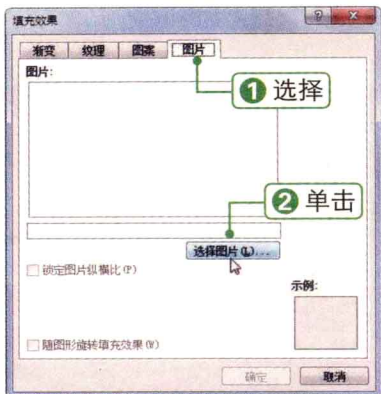 填充效果
渐变 纹理 图案 图片
图片:
1 选择
2 单击
选择图片(L)...
锁定图片纵横比(P)
示例:
随图形旋转填充效果(W)
确定 取消